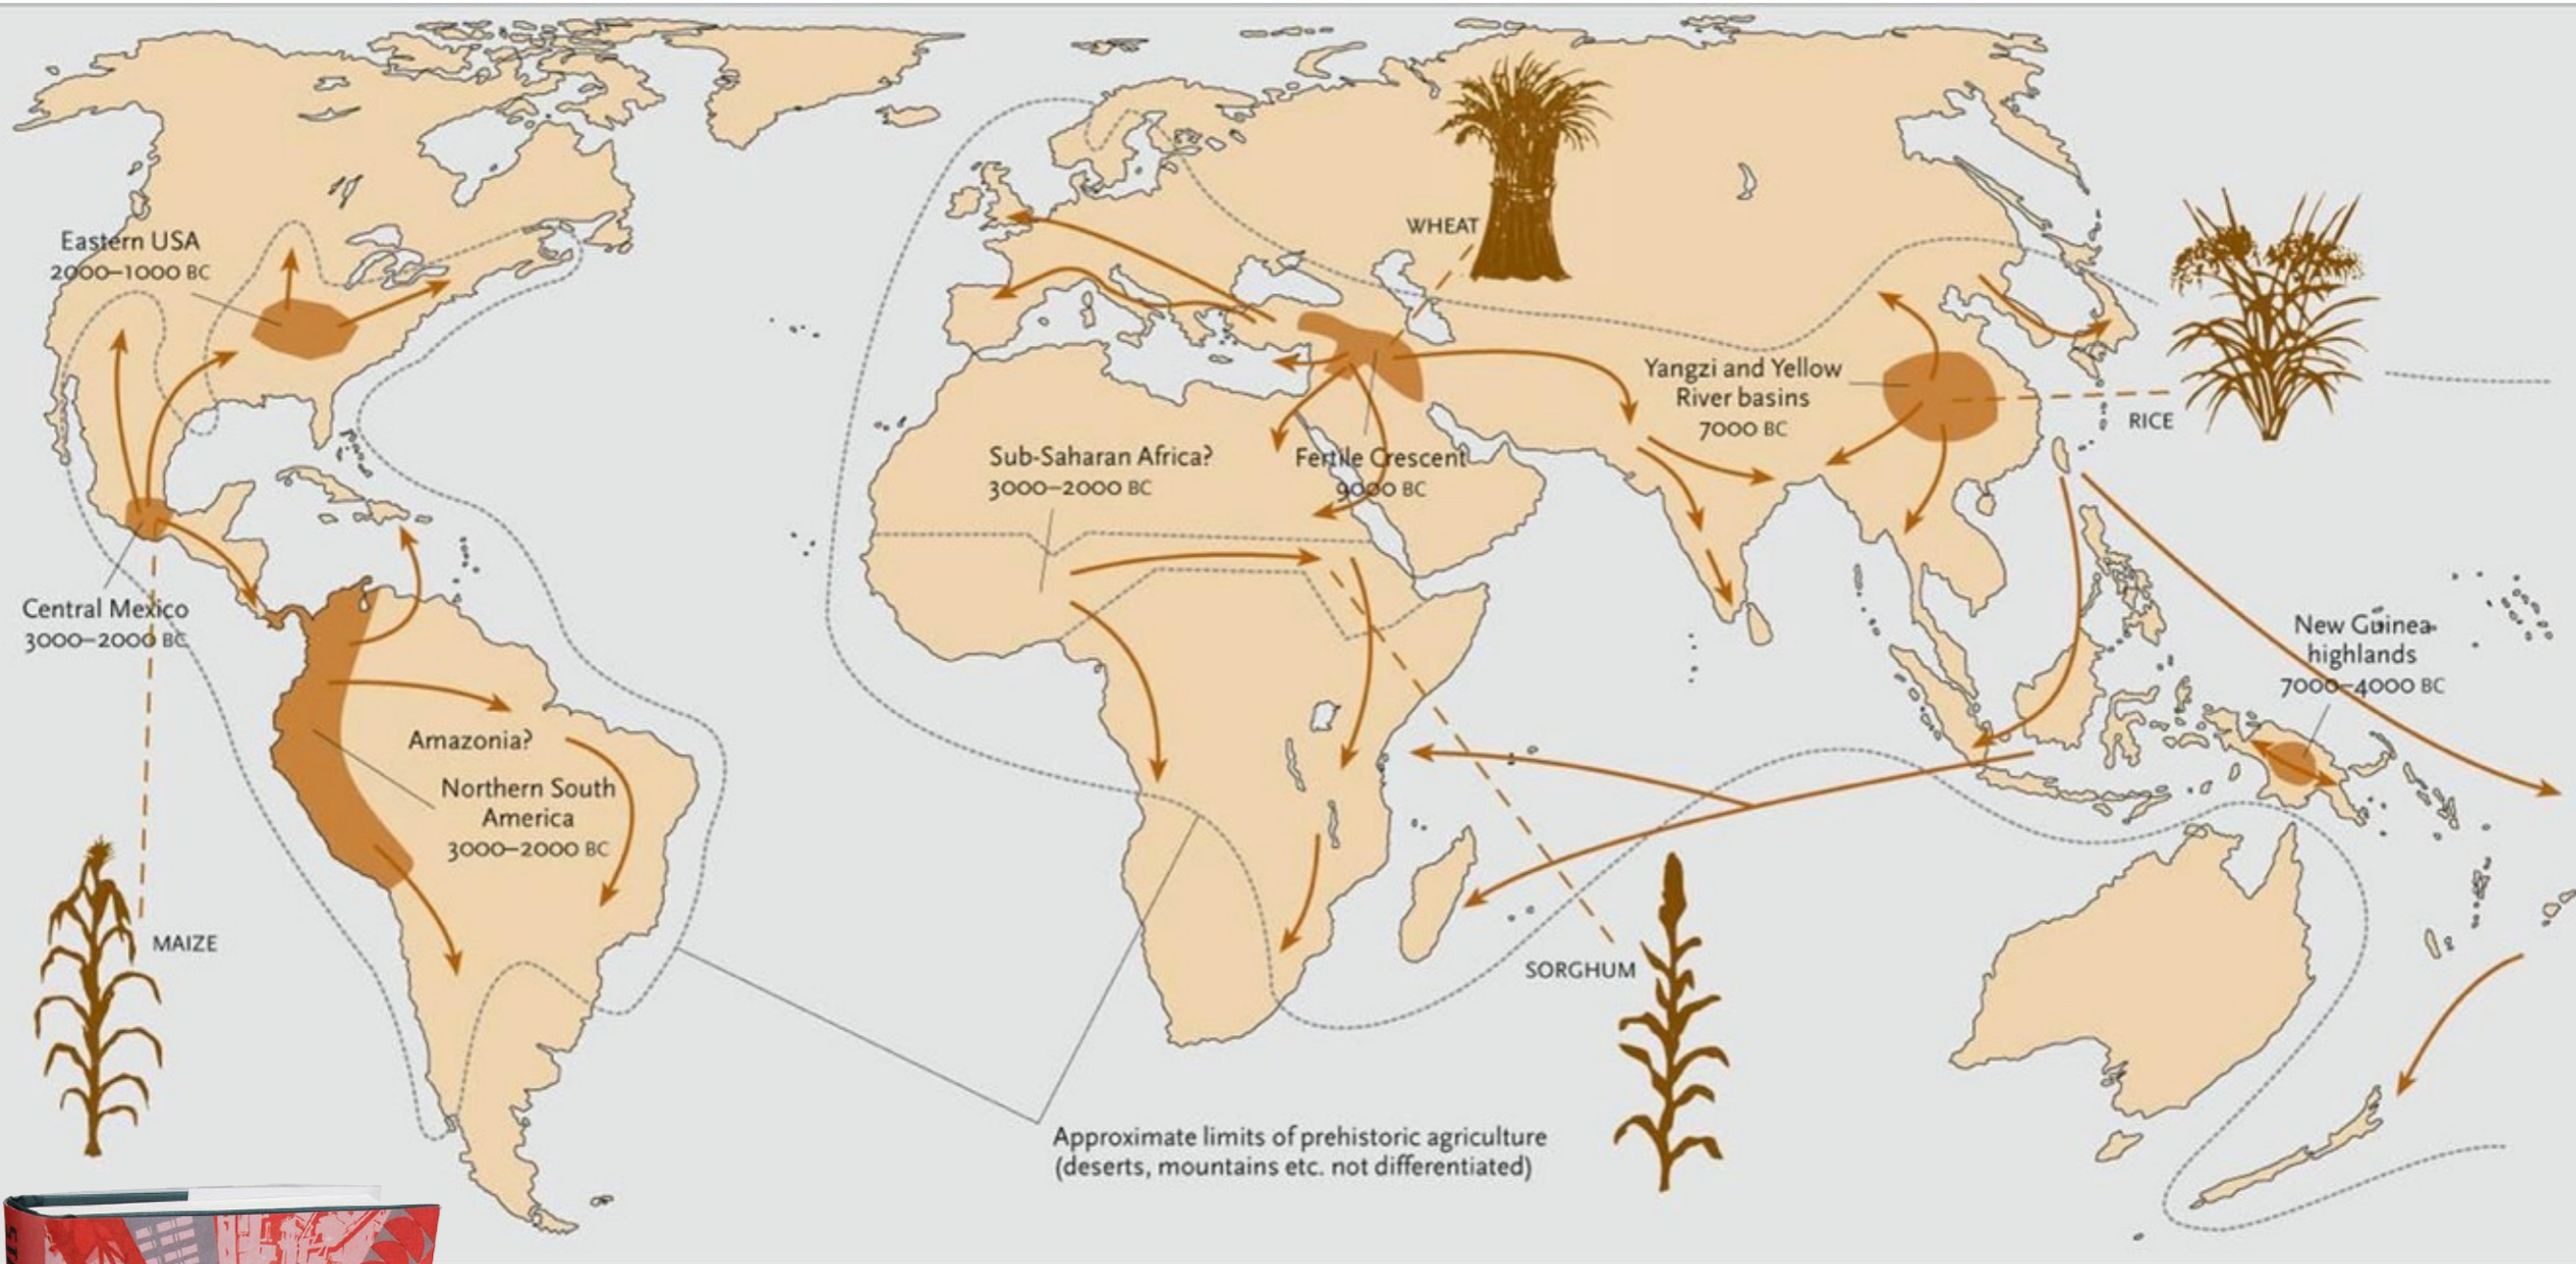 Eastern USA
2000–1000 BC
WHEAT
Yangzi and Yellow
River basins
7000 BC
RICE
Sub-Saharan Africa?
3000–2000 BC
Fertile Crescent
9000 BC
Central Mexico
3000–2000 BC
New Guinea
highlands
7000–4000 BC
Amazonia?
Northern South
America
3000–2000 BC
MAIZE
SORGHUM
Approximate limits of prehistoric agriculture
(deserts, mountains etc. not differentiated)